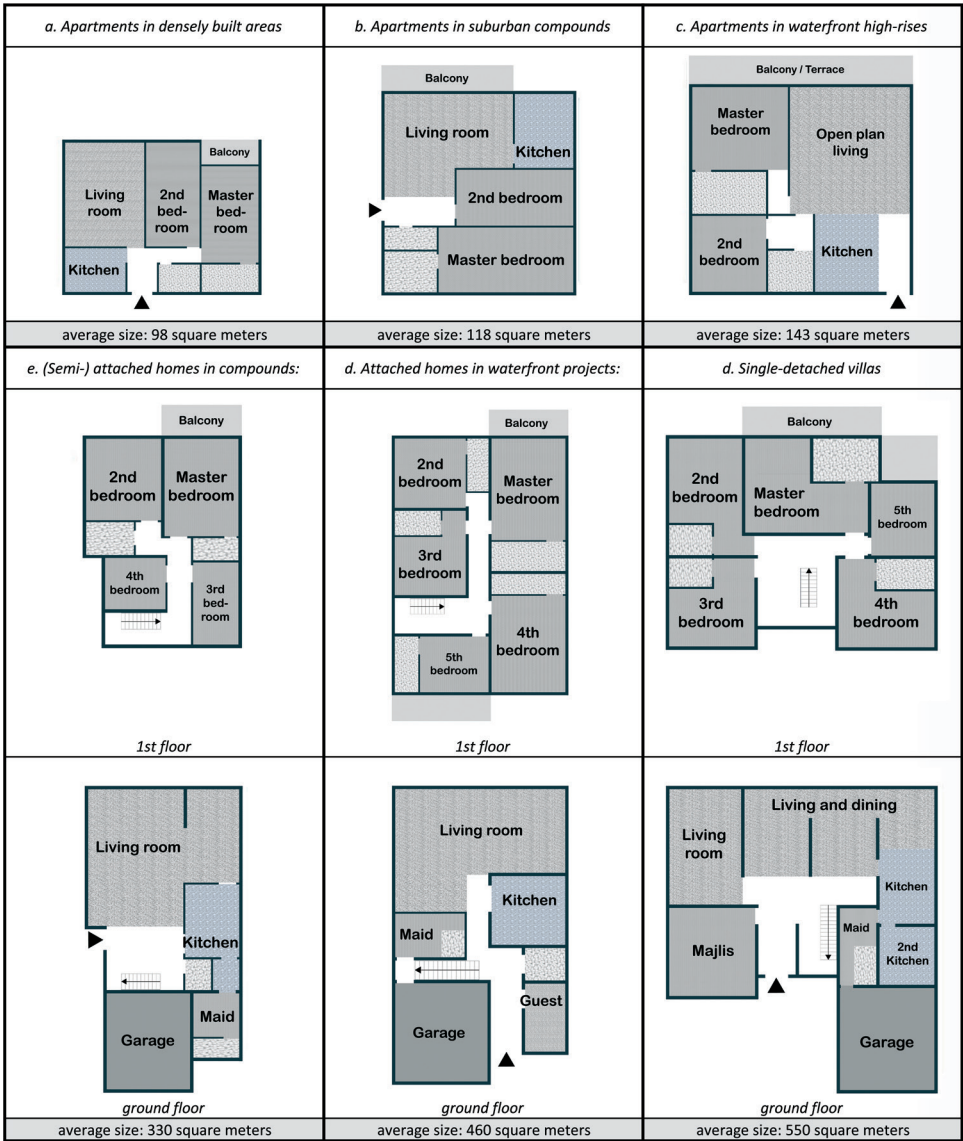 a. Apartments in densely built areas
b. Apartments in suburban compounds
c. Apartments in waterfront high-rises
Balcony
Living
room
2nd
bed-
room
Master
bed-
room
Kitchen
Balcony
Living room
Kitchen
2nd bedroom
Master bedroom
Balcony / Terrace
Master
bedroom
Open plan
living
2nd
bedroom
Kitchen
average size: 98 square meters
average size: 118 square meters
average size: 143 square meters
e. (Semi-) attached homes in compounds:
d. Attached homes in waterfront projects:
d. Single-detached villas
Balcony
2nd
bedroom
Master
bedroom
4th
bedroom
3rd
bed-
room
1st floor
Balcony
2nd
bedroom
Master
bedroom
3rd
bedroom
4th
bedroom
5th
bedroom
1st floor
Balcony
2nd
bedroom
Master
bedroom
5th
bedroom
3rd
bedroom
4th
bedroom
1st floor
Living room
Kitchen
Maid
Garage
ground floor
Living room
Kitchen
Maid
Guest
Garage
ground floor
Living and dining
Living
room
Kitchen
Maid
2nd
Kitchen
Majlis
Garage
ground floor
average size: 330 square meters
average size: 460 square meters
average size: 550 square meters